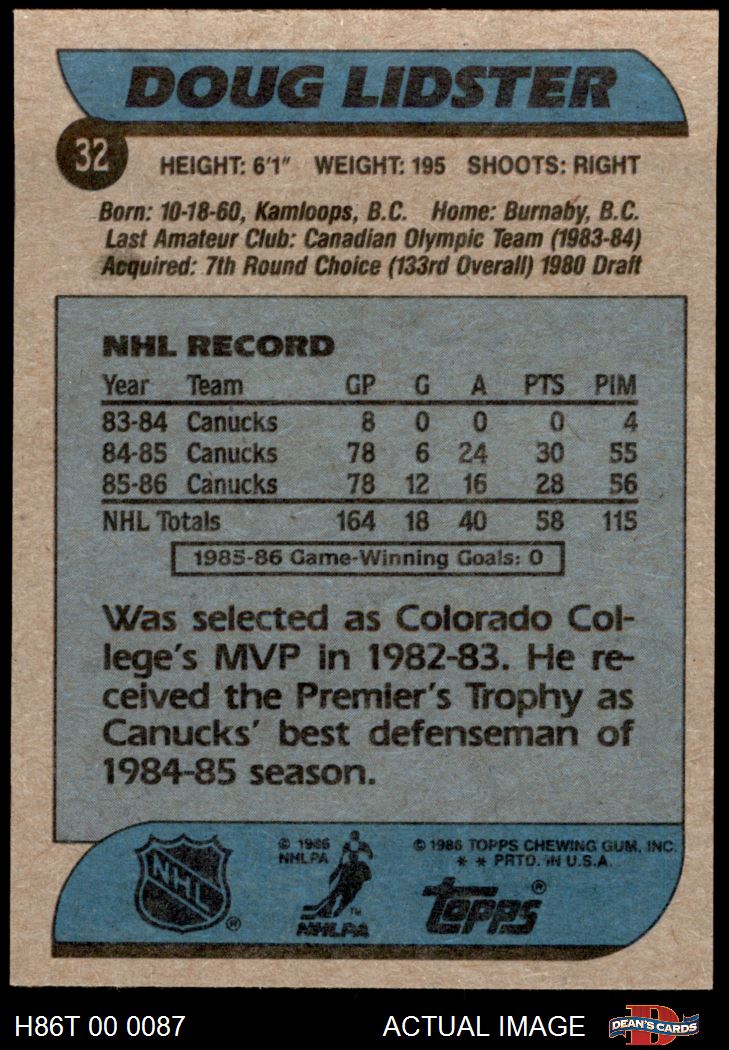 DOUG LIDSTER
32
HEIGHT: 6'1" WEIGHT: 195 SHOOTS: RIGHT
Born: 10-18-60, Kamloops, B.C. Home: Burnaby, B.C.
Last Amateur Club: Canadian Olympic Team (1983-84)
Acquired: 7th Round Choice (133rd Overall) 1980 Draft
NHL RECORD
Year Team GP G A PTS PIM
83-84 Canucks 8 0 0 0 4
84-85 Canucks 78 6 24 30 55
85-86 Canucks 78 12 16 28 56
NHL Totals 164 18 40 58 115
1985-86 Game-Winning Goals: 0
Was selected as Colorado Col-
lege's MVP in 1982-83. He re-
ceived the Premier's Trophy as
Canucks' best defenseman of
1984-85 season.
NHL ®
© 1986
NHLPA
TM
NHLPA
© 1986 TOPPS CHEWING GUM, INC.
* * PRTD. IN U.S.A.
Topps ®
H86T 00 0087 ACTUAL IMAGE DEAN'S CARDS